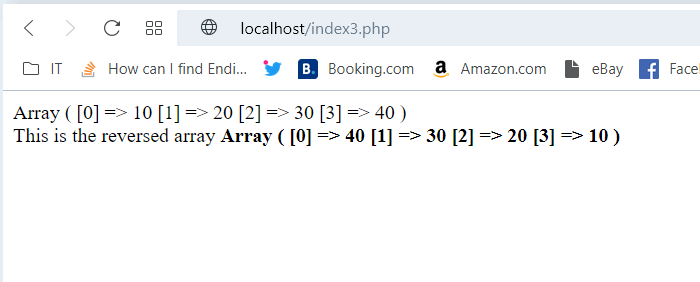 localhost/index3.php
IT How can I find Endi... B. Booking.com a Amazon.com eBay f Face
Array ( [0] => 10 [1] => 20 [2] => 30 [3] => 40 )
This is the reversed array Array ( [0] => 40 [1] => 30 [2] => 20 [3] => 10 )